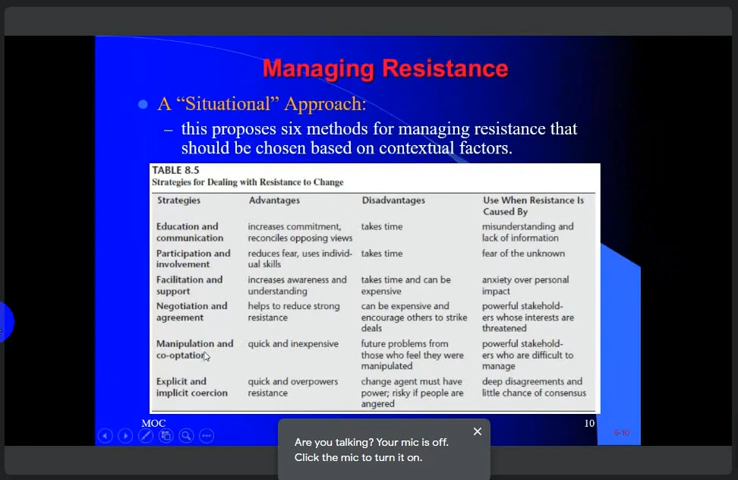 Managing Resistance
A “Situational” Approach:
– this proposes six methods for managing resistance that
should be chosen based on contextual factors.
TABLE 8.5
Strategies for Dealing with Resistance to Change
Strategies Advantages Disadvantages Use When Resistance Is
Caused By
Education and increases commitment, takes time misunderstanding and
communication reconciles opposing views lack of information
Participation and reduces fear, uses individ- takes time fear of the unknown
involvement ual skills
Facilitation and increases awareness and takes time and can be anxiety over personal
support understanding expensive impact
Negotiation and helps to reduce strong can be expensive and powerful stakehold-
agreement resistance encourage others to strike ers whose interests are
deals threatened
Manipulation and quick and inexpensive future problems from powerful stakehold-
co-optation those who feel they were ers who are difficult to
manipulated manage
Explicit and quick and overpowers change agent must have deep disagreements and
implicit coercion resistance power; risky if people are little chance of consensus
angered
MOC 10
6-10
Are you talking? Your mic is off.
Click the mic to turn it on.